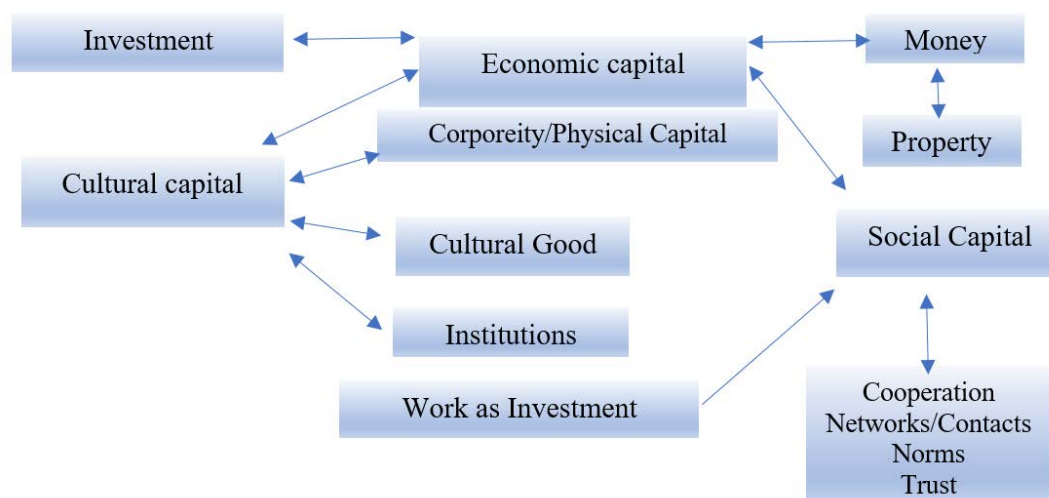 Investment
Economic capital
Money
Corporeity/Physical Capital
Property
Cultural capital
Cultural Good
Social Capital
Institutions
Work as Investment
Cooperation
Networks/Contacts
Norms
Trust